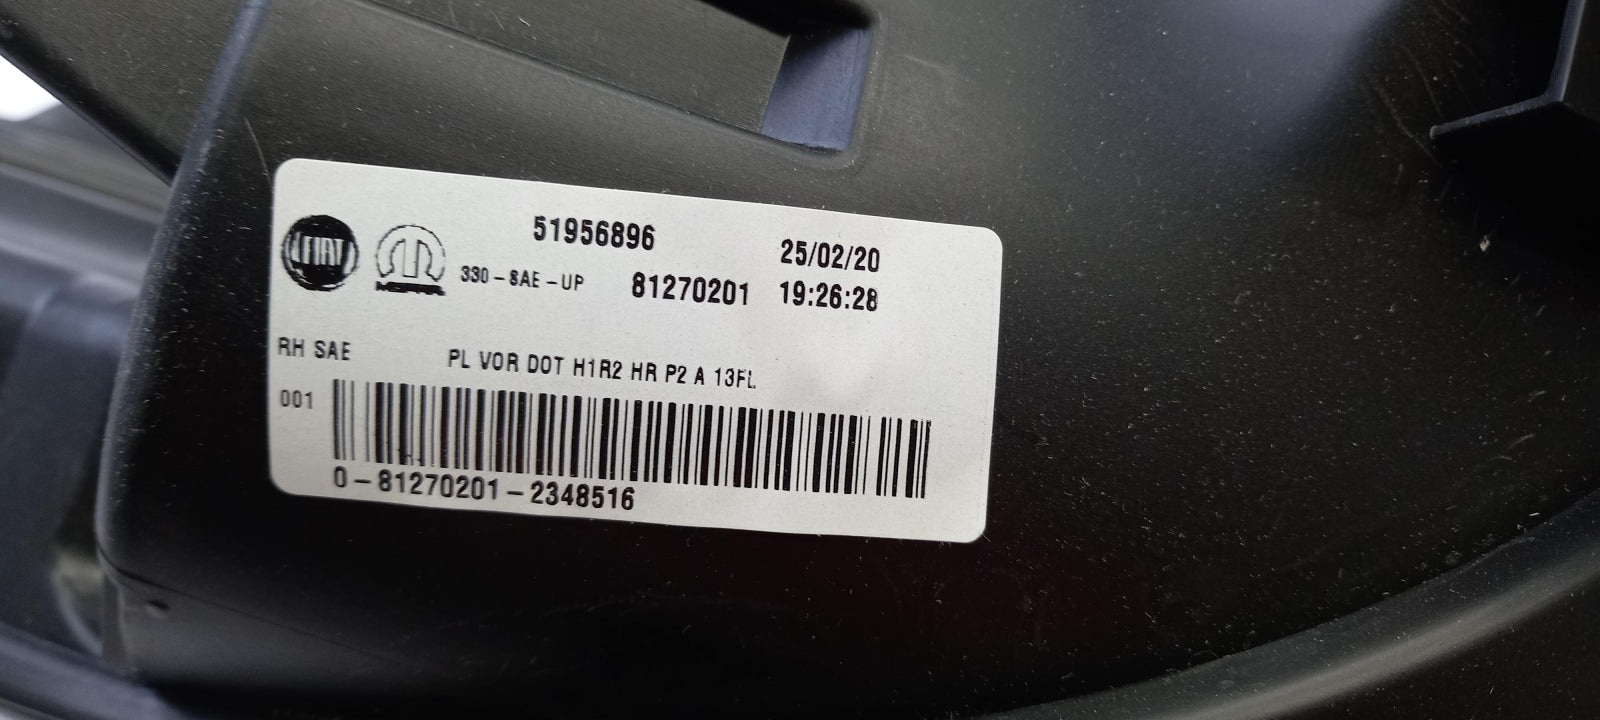 FIAT
51956896
25/02/20
330-SAE-UP 81270201 19:26:28
RH SAE PL VOR DOT H1R2 HR P2 A 13FL
001
0-81270201-2348516